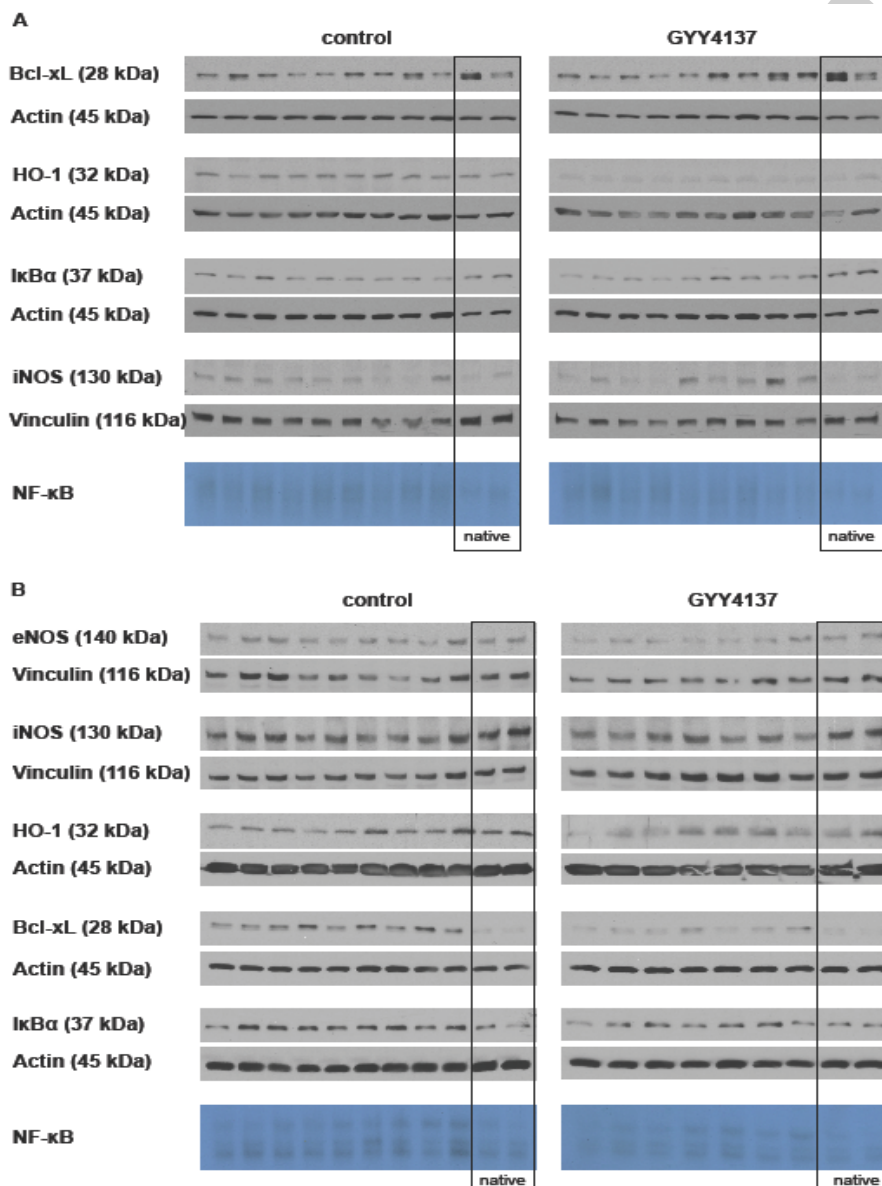 A
control GYY4137
Bcl-xL (28 kDa)
Actin (45 kDa)
HO-1 (32 kDa)
Actin (45 kDa)
IκBα (37 kDa)
Actin (45 kDa)
iNOS (130 kDa)
Vinculin (116 kDa)
NF-κB
native native
B
control GYY4137
eNOS (140 kDa)
Vinculin (116 kDa)
iNOS (130 kDa)
Vinculin (116 kDa)
HO-1 (32 kDa)
Actin (45 kDa)
Bcl-xL (28 kDa)
Actin (45 kDa)
IκBα (37 kDa)
Actin (45 kDa)
NF-κB
native native